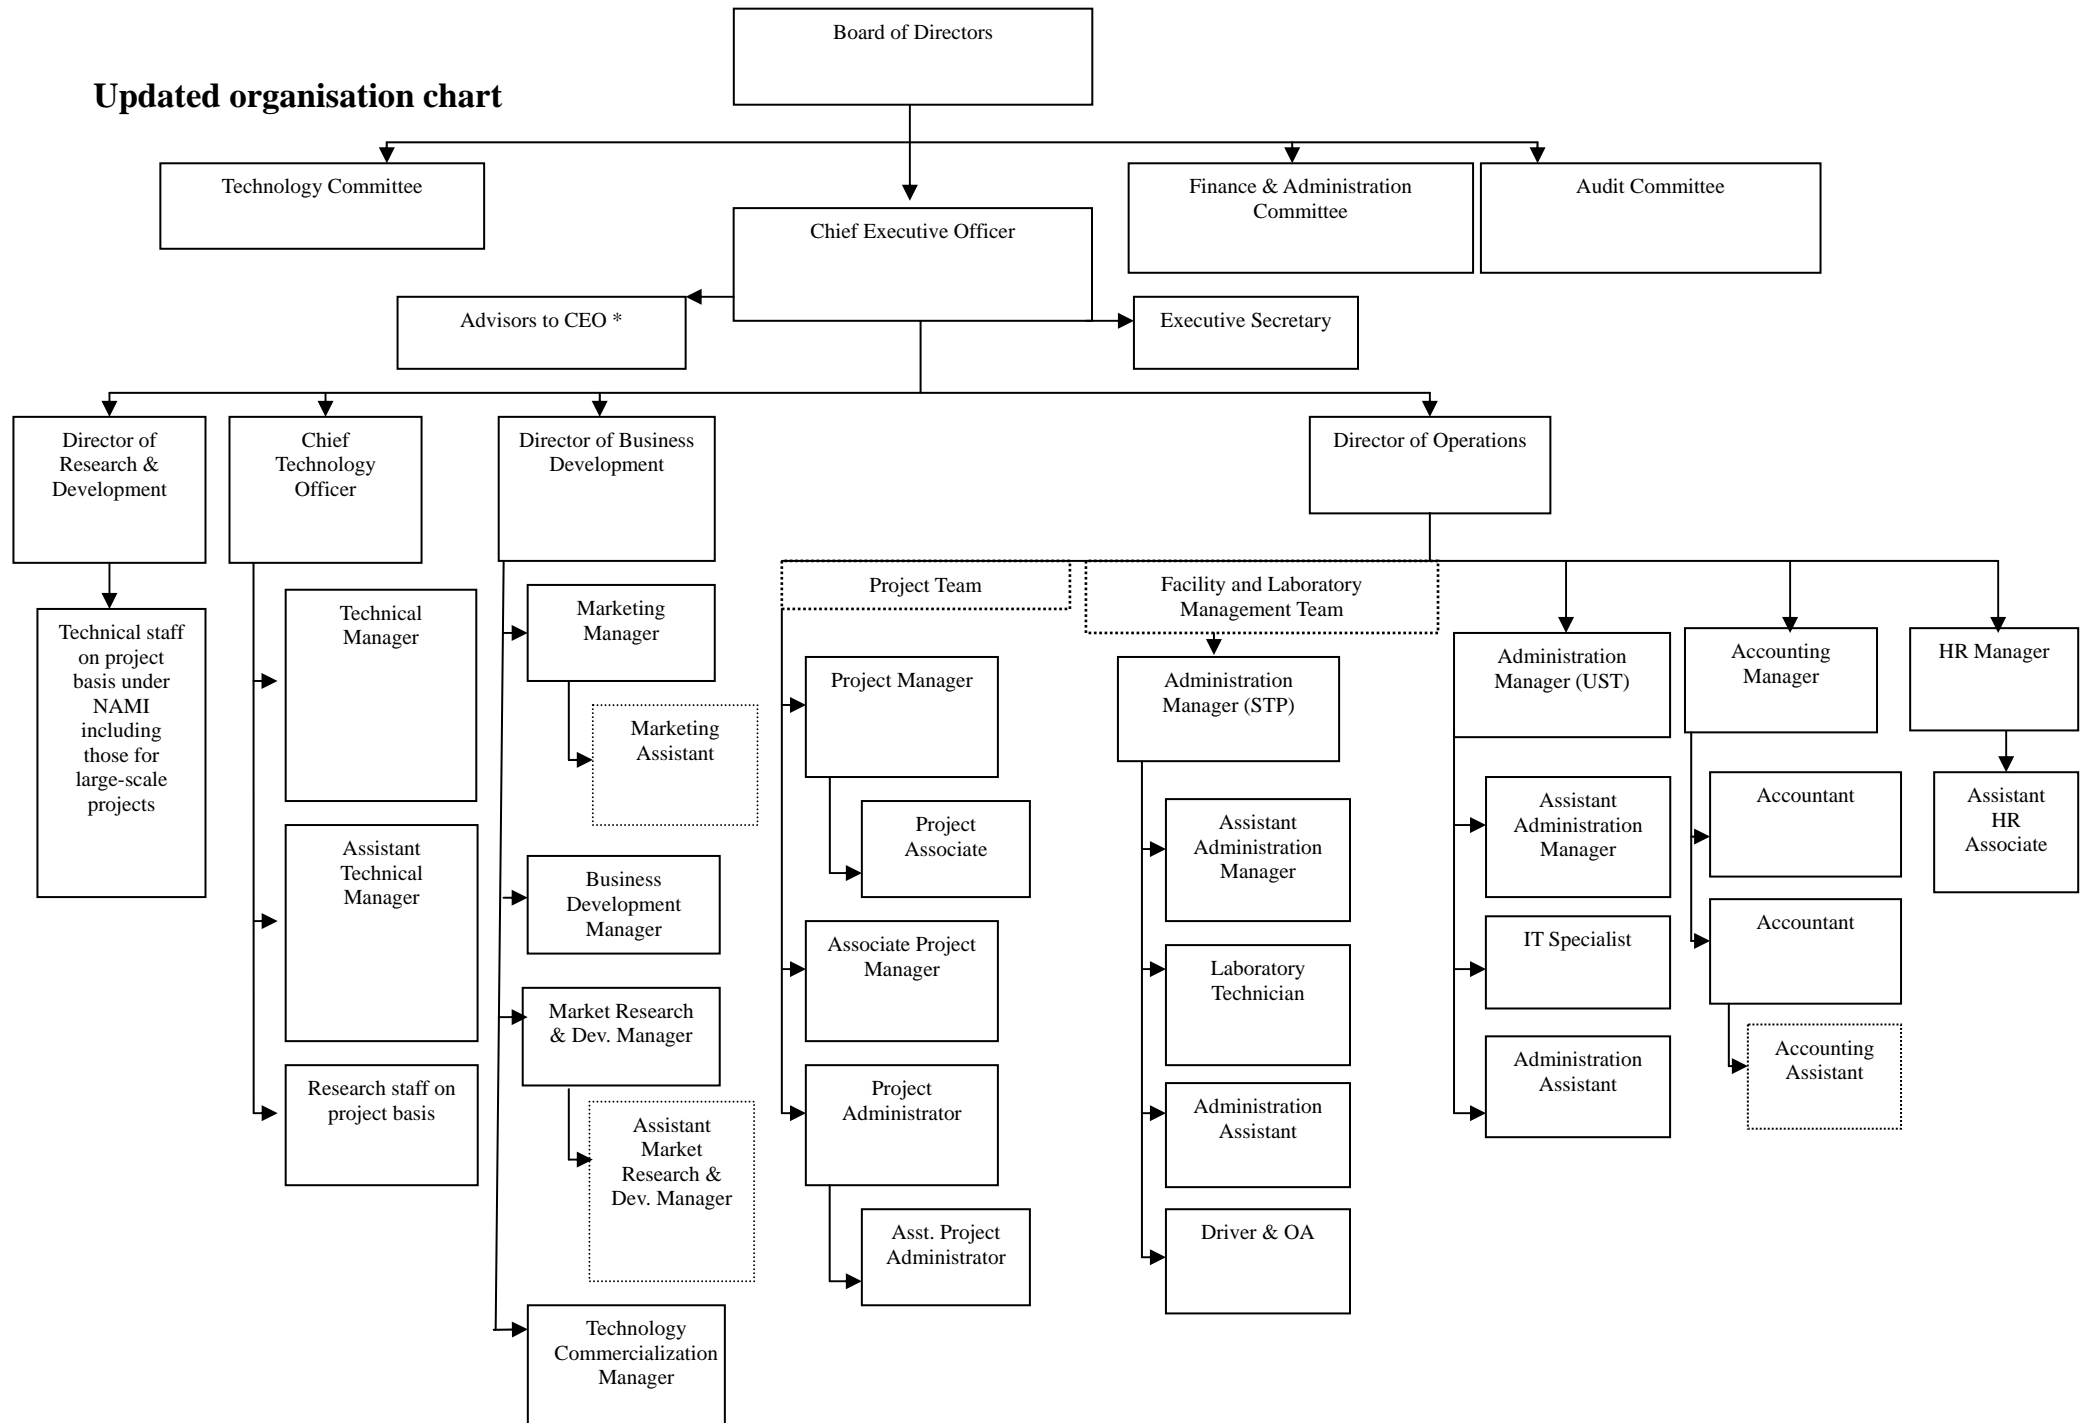 Board of Directors
Updated organisation chart
Technology Committee
Finance & Administration
Committee
Audit Committee
Chief Executive Officer
Advisors to CEO *
Executive Secretary
Director of
Research &
Development
Chief
Technology
Officer
Director of Business
Development
Director of Operations
Technical staff
on project
basis under
NAMI
including
those for
large-scale
projects
Technical
Manager
Assistant
Technical
Manager
Research staff on
project basis
Marketing
Manager
Marketing
Assistant
Business
Development
Manager
Market Research
& Dev. Manager
Assistant
Market
Research &
Dev. Manager
Technology
Commercialization
Manager
Project Team
Project Manager
Project
Associate
Associate Project
Manager
Project
Administrator
Asst. Project
Administrator
Facility and Laboratory
Management Team
Administration
Manager (STP)
Assistant
Administration
Manager
Laboratory
Technician
Administration
Assistant
Driver & OA
Administration
Manager (UST)
Assistant
Administration
Manager
IT Specialist
Administration
Assistant
Accounting
Manager
Accountant
Accountant
Accounting
Assistant
HR Manager
Assistant
HR
Associate